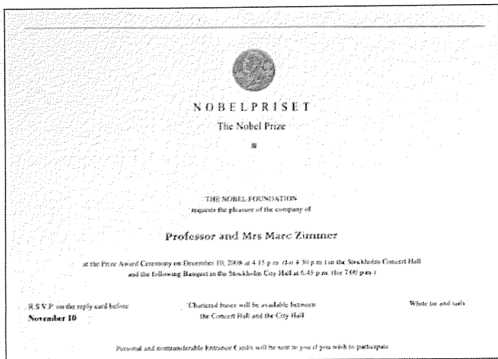 NOBELPRISET
The Nobel Prize
THE NOBEL FOUNDATION
requests the pleasure of the company of
Professor and Mrs Marc Zimmer
at the Prize Award Ceremony on December 10, 2008 at 4.15 p.m. (for 4.30 p.m.) in the Stockholm Concert Hall
and the following Banquet in the Stockholm City Hall at 6.45 p.m. (for 7.00 p.m.)
R.S.V.P. on the reply card before
November 10
Chartered buses will be available between
the Concert Hall and the City Hall
White tie and tails
Personal and nontransferable Entrance Cards will be sent to you if you wish to participate